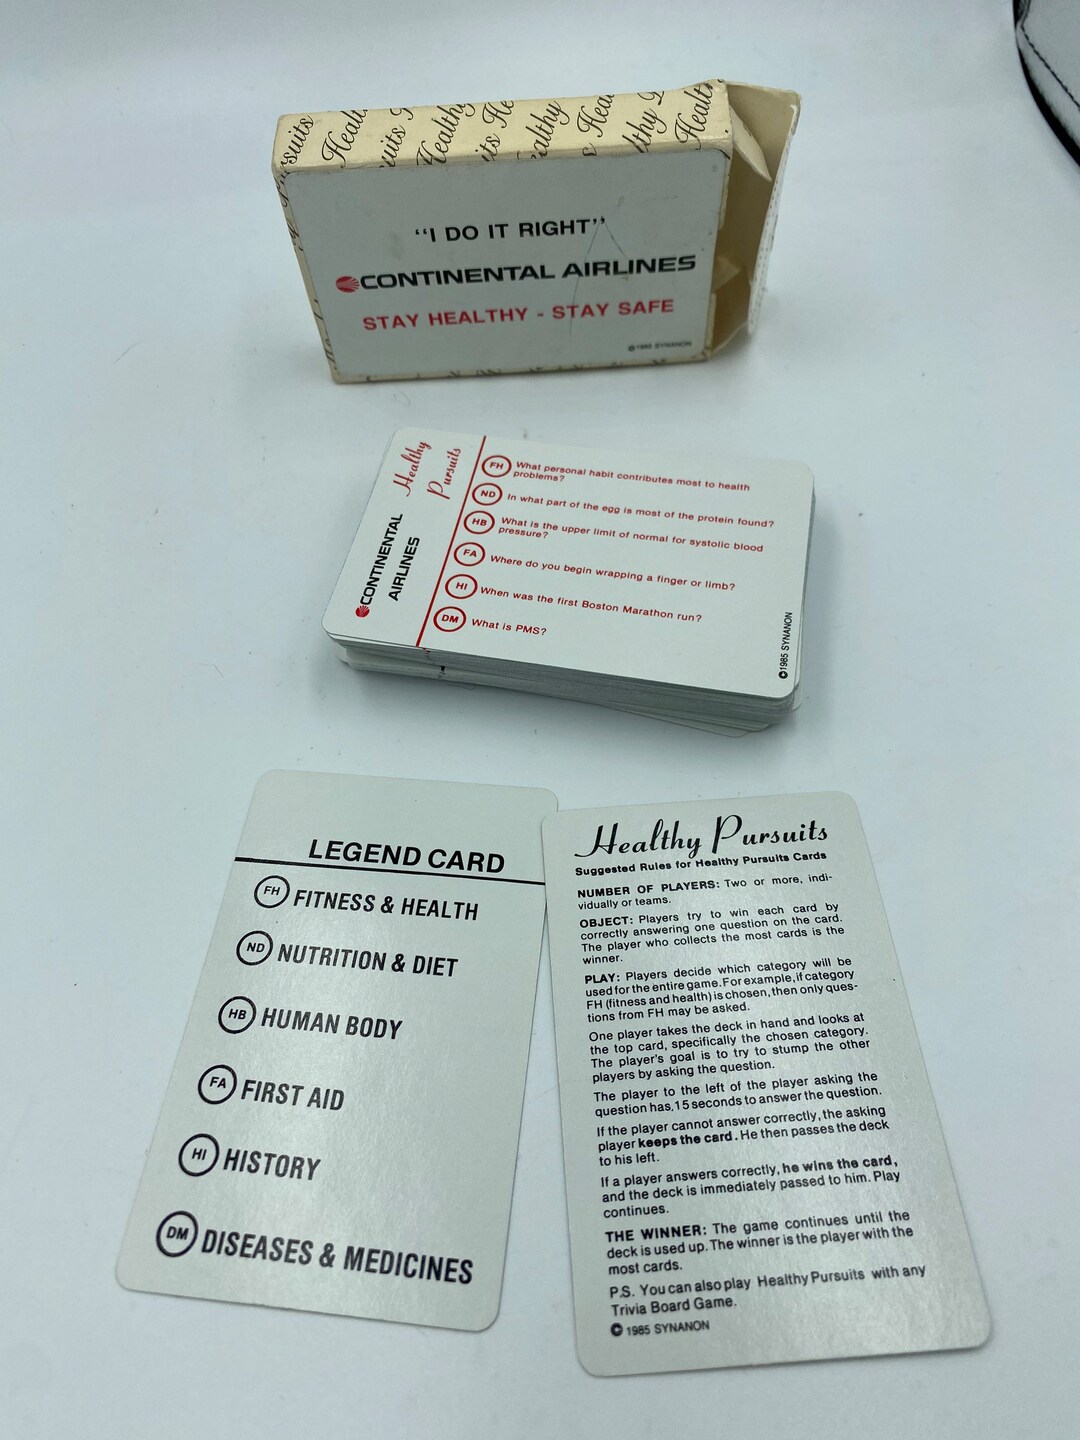 Healthy Pursuits Healthy
"I DO IT RIGHT"
CONTINENTAL AIRLINES
STAY HEALTHY - STAY SAFE
©1985 SYNANON
CONTINENTAL
AIRLINES
Healthy
Pursuits
FH What personal habit contributes most to health
problems?
ND In what part of the egg is most of the protein found?
HB What is the upper limit of normal for systolic blood
pressure?
FA Where do you begin wrapping a finger or limb?
HI When was the first Boston Marathon run?
DM What is PMS?
©1985 SYNANON
LEGEND CARD
FH FITNESS & HEALTH
ND NUTRITION & DIET
HB HUMAN BODY
FA FIRST AID
HI HISTORY
DM DISEASES & MEDICINES
Healthy Pursuits
Suggested Rules for Healthy Pursuits Cards
NUMBER OF PLAYERS: Two or more, indi-
vidually or teams.
OBJECT: Players try to win each card by
correctly answering one question on the card.
The player who collects the most cards is the
winner.
PLAY: Players decide which category will be
used for the entire game. For example, if category
FH (fitness and health) is chosen, then only ques-
tions from FH may be asked.
One player takes the deck in hand and looks at
the top card, specifically the chosen category.
The player's goal is to try to stump the other
players by asking the question.
The player to the left of the player asking the
question has 15 seconds to answer the question.
If the player cannot answer correctly, the asking
player keeps the card. He then passes the deck
to his left.
If a player answers correctly, he wins the card,
and the deck is immediately passed to him. Play
continues.
THE WINNER: The game continues until the
deck is used up. The winner is the player with the
most cards.
P.S. You can also play Healthy Pursuits with any
Trivia Board Game.
©1985 SYNANON